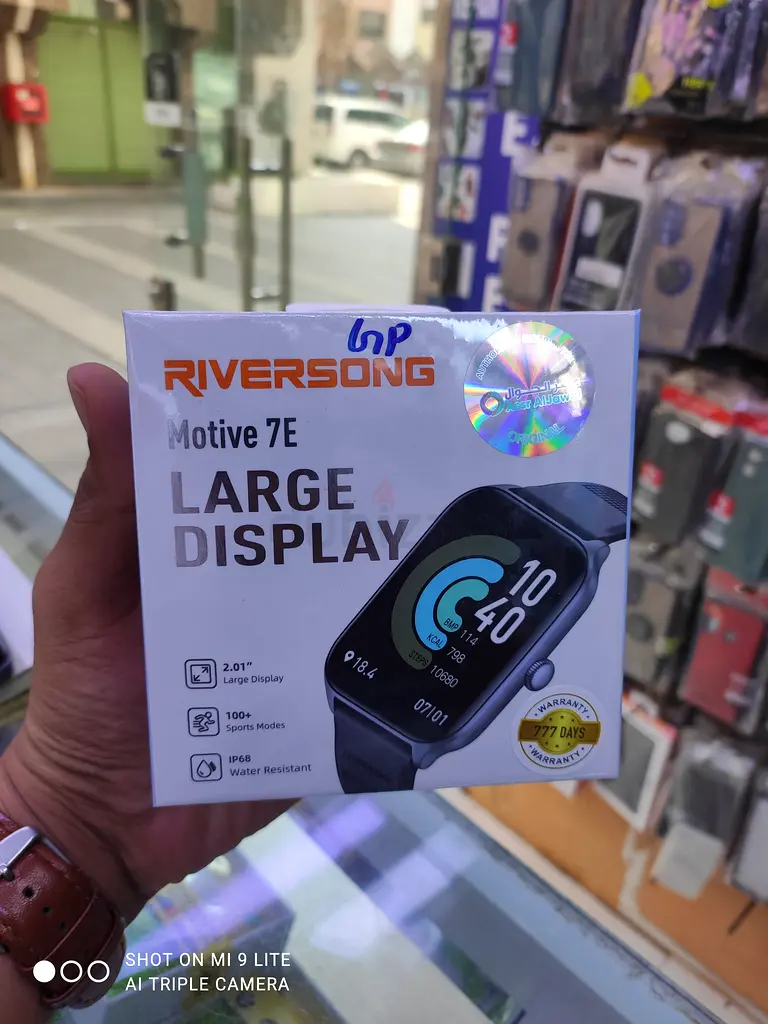 RIVERSONG
Motive 7E
LARGE
DISPLAY
ORIGINAL
10
40
BMP 114
KCAL 798
STEPS 10680
18.4
07/01
2.01"
Large Display
100+
Sports Modes
IP68
Water Resistant
WARRANTY
777 DAYS
WARRANTY
SHOT ON MI 9 LITE
AI TRIPLE CAMERA